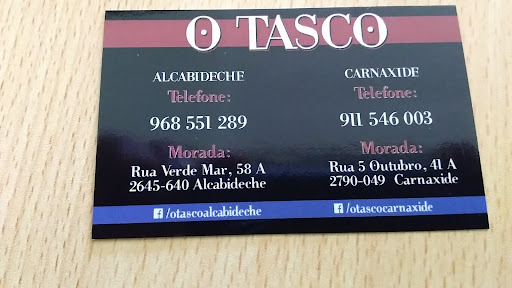 O TASCO
ALCABIDECHE
Telefone:
968 551 289
Morada:
Rua Verde Mar, 58 A
2645-640 Alcabideche
/otascoalcabideche
CARNAXIDE
Telefone:
911 546 003
Morada:
Rua 5 Outubro, 41 A
2790-049 Carnaxide
/otascocarnaxide